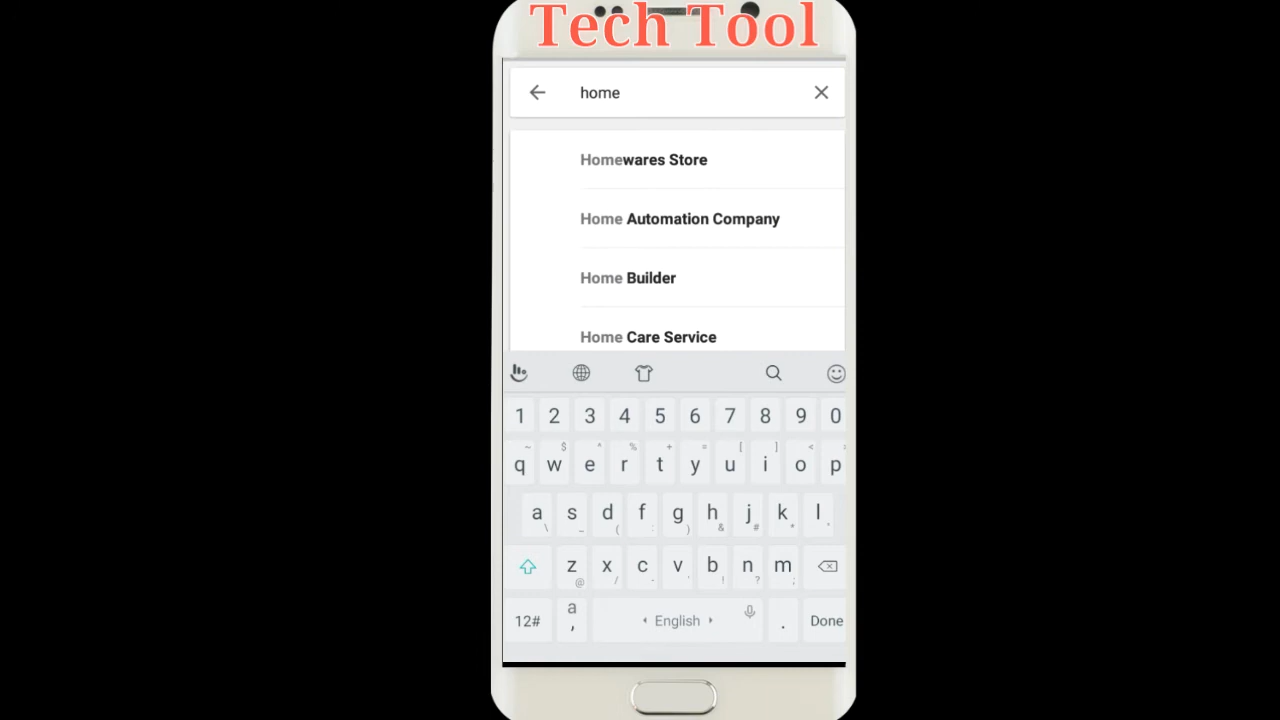 Tech Tool
home
Homewares Store
Home Automation Company
Home Builder
Home Care Service
1 2 3 4 5 6 7 8 9 0
~ $ ^ % + = [ ] <
q w e r t y u i o p
a s d f g h j k l
\ _ ( : ) & # *
z x c v b n m
@ / - ' ! ? ;
12# a , English . Done